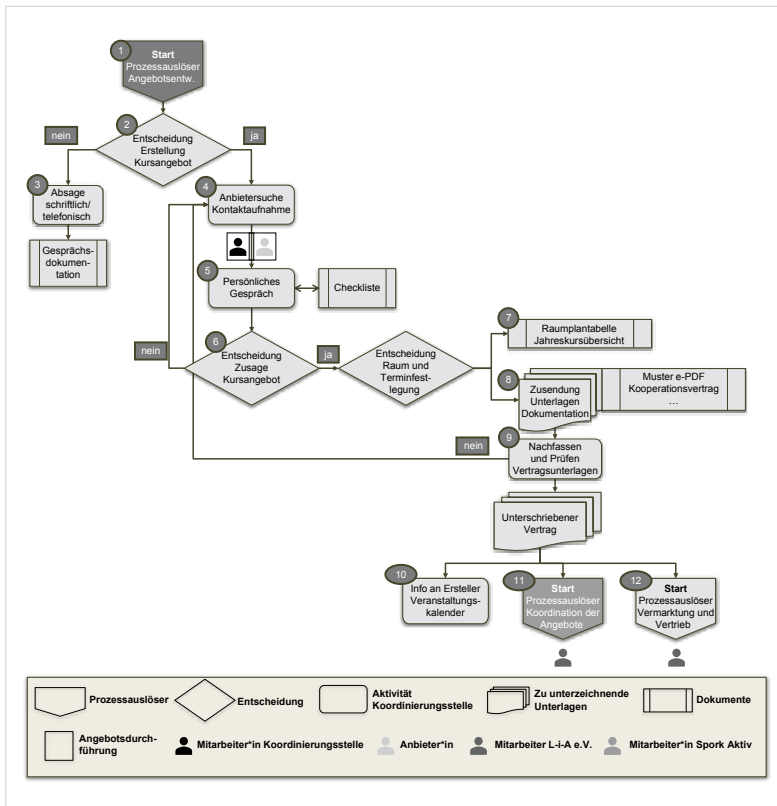 1
Start
Prozessauslöser
Angebotsentw.
2
Entscheidung
Erstellung
Kursangebot
nein
ja
3
Absage
schriftlich/
telefonisch
Gesprächs-
dokumen-
tation
4
Anbietersuche
Kontaktaufnahme
5
Persönliches
Gespräch
Checkliste
6
Entscheidung
Zusage
Kursangebot
nein
ja
Entscheidung
Raum und
Terminfest-
legung
7
Raumplantabelle
Jahreskursübersicht
8
Zusendung
Unterlagen
Dokumentation
Muster e-PDF
Kooperationsvertrag
...
nein
9
Nachfassen
und Prüfen
Vertragsunterlagen
Unterschriebener
Vertrag
10
Info an Ersteller
Veranstaltungs-
kalender
11
Start
Prozessauslöser
Koordination der
Angebote
12
Start
Prozessauslöser
Vermarktung und
Vertrieb
Prozessauslöser
Entscheidung
Aktivität
Koordinierungsstelle
Zu unterzeichnende
Unterlagen
Dokumente
Angebotsdurch-
führung
Mitarbeiter*in Koordinierungsstelle
Anbieter*in
Mitarbeiter L-i-A e.V.
Mitarbeiter*in Spork Aktiv